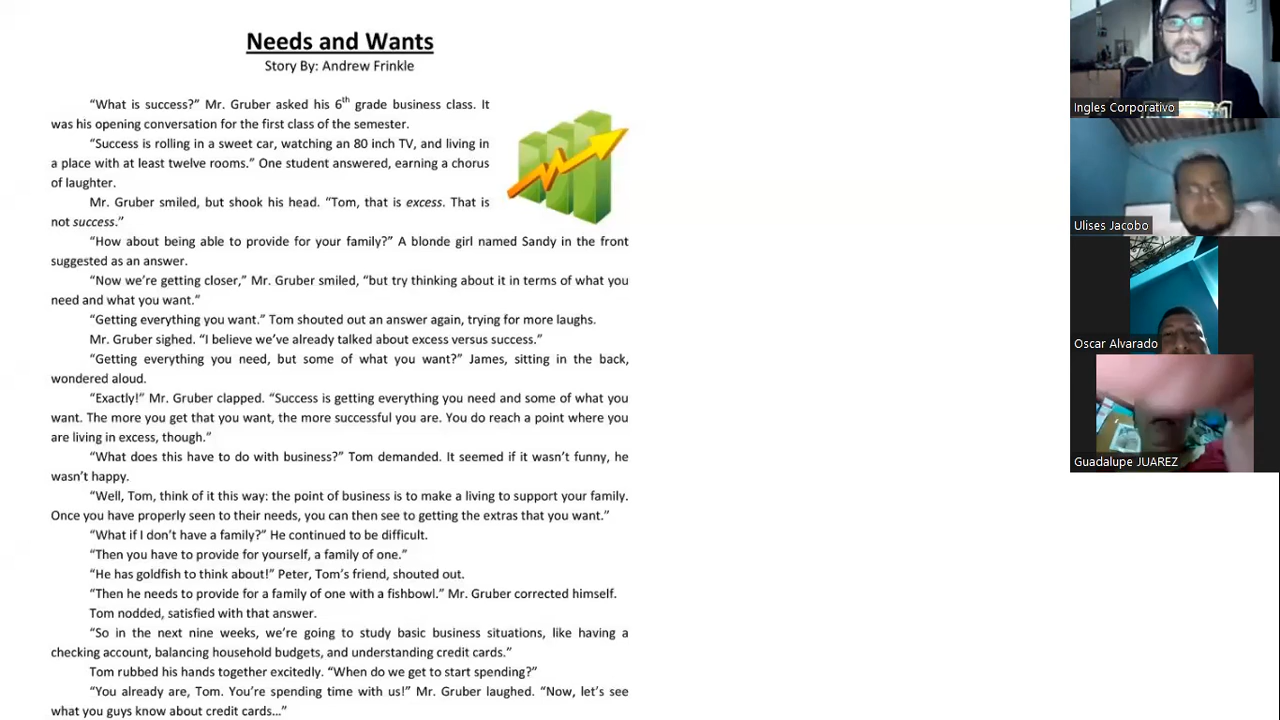 Needs and Wants
Story By: Andrew Frinkle
“What is success?” Mr. Gruber asked his 6th grade business class. It
was his opening conversation for the first class of the semester.
“Success is rolling in a sweet car, watching an 80 inch TV, and living in
a place with at least twelve rooms.” One student answered, earning a chorus
of laughter.
Mr. Gruber smiled, but shook his head. “Tom, that is excess. That is
not success.”
“How about being able to provide for your family?” A blonde girl named Sandy in the front
suggested as an answer.
“Now we’re getting closer,” Mr. Gruber smiled, “but try thinking about it in terms of what you
need and what you want.”
“Getting everything you want.” Tom shouted out an answer again, trying for more laughs.
Mr. Gruber sighed. “I believe we’ve already talked about excess versus success.”
“Getting everything you need, but some of what you want?” James, sitting in the back,
wondered aloud.
“Exactly!” Mr. Gruber clapped. “Success is getting everything you need and some of what you
want. The more you get that you want, the more successful you are. You do reach a point where you
are living in excess, though.”
“What does this have to do with business?” Tom demanded. It seemed if it wasn’t funny, he
wasn’t happy.
“Well, Tom, think of it this way: the point of business is to make a living to support your family.
Once you have properly seen to their needs, you can then see to getting the extras that you want.”
“What if I don’t have a family?” He continued to be difficult.
“Then you have to provide for yourself, a family of one.”
“He has goldfish to think about!” Peter, Tom’s friend, shouted out.
“Then he needs to provide for a family of one with a fishbowl.” Mr. Gruber corrected himself.
Tom nodded, satisfied with that answer.
“So in the next nine weeks, we’re going to study basic business situations, like having a
checking account, balancing household budgets, and understanding credit cards.”
Tom rubbed his hands together excitedly. “When do we get to start spending?”
“You already are, Tom. You’re spending time with us!” Mr. Gruber laughed. “Now, let’s see
what you guys know about credit cards…”
Ingles Corporativo
Ulises Jacobo
Oscar Alvarado
Guadalupe JUAREZ